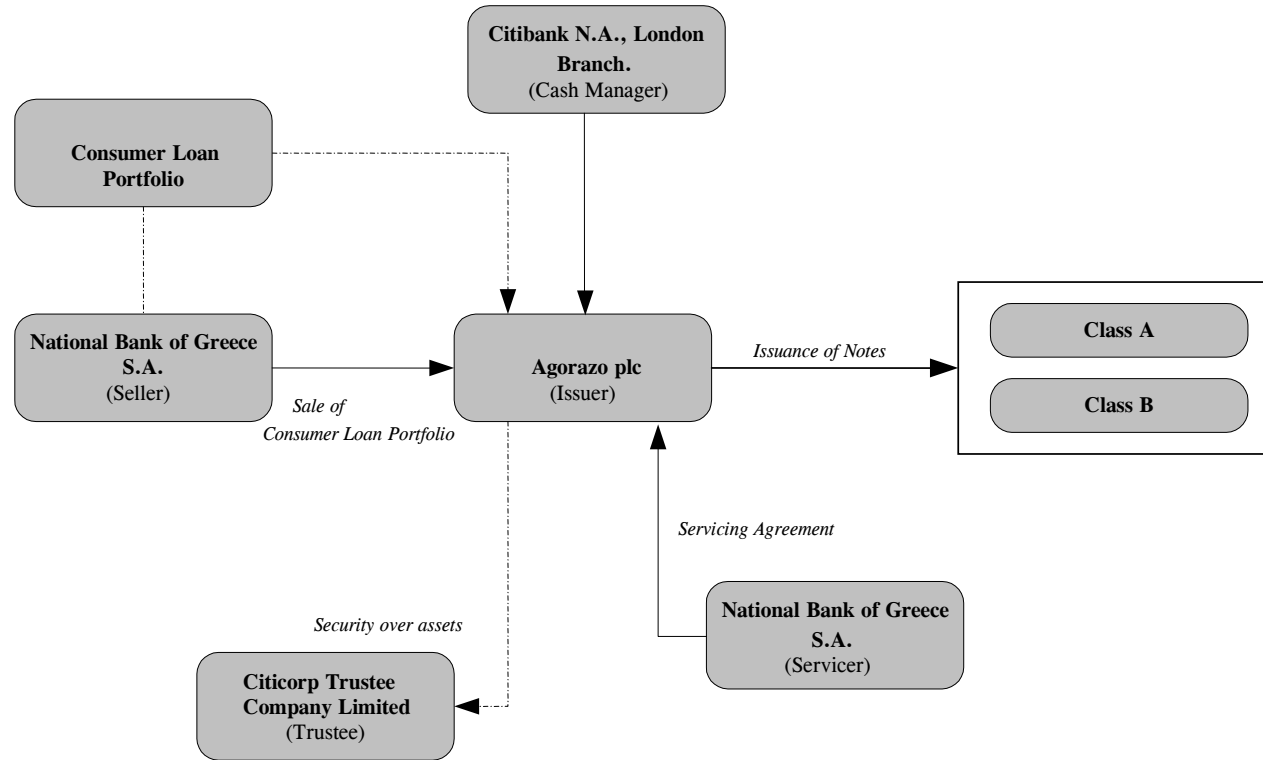 Citibank N.A., London
Branch.
(Cash Manager)
Consumer Loan
Portfolio
National Bank of Greece
S.A.
(Seller)
Sale of
Consumer Loan Portfolio
Agorazo plc
(Issuer)
Issuance of Notes
Class A
Class B
Servicing Agreement
National Bank of Greece
S.A.
(Servicer)
Security over assets
Citicorp Trustee
Company Limited
(Trustee)